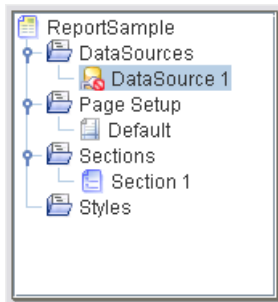 ReportSample
DataSources
DataSource 1
Page Setup
Default
Sections
Section 1
Styles